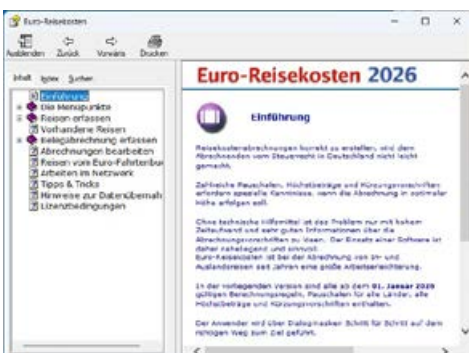 Euro-Reisekosten
Ausblenden Zurück Vorwärts Drucken
Inhalt Index Suchen
Einführung
Die Menüpunkte
Reisen erfassen
Vorhandene Reisen
Belegabrechnung erfassen
Abrechnungen bearbeiten
Reisen vom Euro-Fahrtenbuc
Arbeiten im Netzwerk
Tipps & Tricks
Hinweise zur Datenübernah
Lizenzbedingungen
Euro-Reisekosten 2026
Einführung
Reisekostenabrechnungen korrekt zu erstellen, wird dem
Abrechnenden vom Steuerrecht in Deutschland nicht leicht
gemacht.
Zahlreiche Pauschalen, Höchstbeträge und Kürzungsvorschriften
erfordern spezielle Kenntnisse, wenn die Abrechnung in optimaler
Höhe erfolgen soll.
Ohne technische Hilfsmittel ist das Problem nur mit hohem
Zeitaufwand und sehr guten Informationen über die
Abrechnungsvorschriften zu lösen. Der Einsatz einer Software ist
daher naheliegend und sinnvoll.
Euro-Reisekosten ist bei der Abrechnung von In- und
Auslandsreisen seit Jahren eine große Arbeitserleichterung.
In der vorliegenden Version sind alle ab dem 01. Januar 2026
gültigen Berechnungsregeln, Pauschalen für alle Länder, alle
Höchstbeträge und Kürzungsvorschriften enthalten.
Der Anwender wird über Dialogmasken Schritt für Schritt auf dem
richtigen Weg zum Ziel geführt.